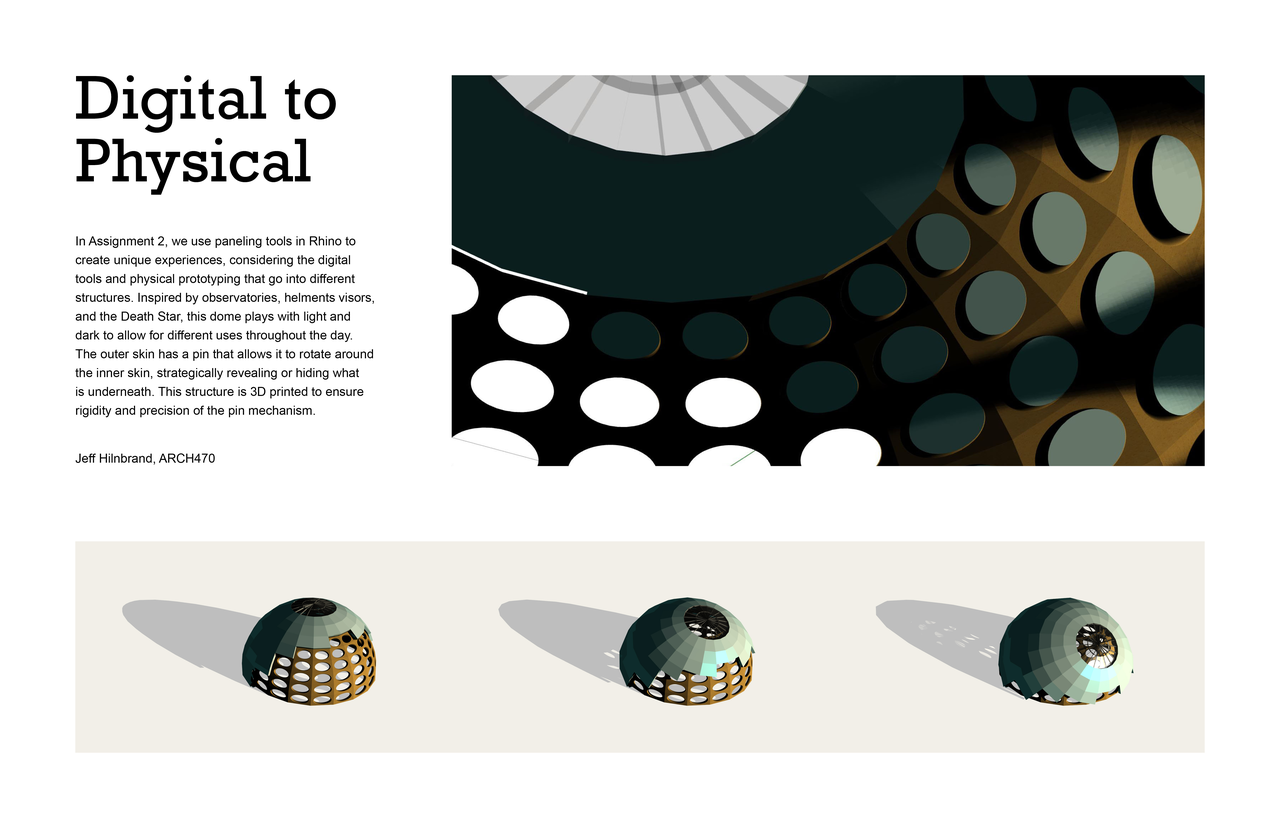 Digital to
Physical
In Assignment 2, we use paneling tools in Rhino to
create unique experiences, considering the digital
tools and physical prototyping that go into different
structures. Inspired by observatories, helments visors,
and the Death Star, this dome plays with light and
dark to allow for different uses throughout the day.
The outer skin has a pin that allows it to rotate around
the inner skin, strategically revealing or hiding what
is underneath. This structure is 3D printed to ensure
rigidity and precision of the pin mechanism.
Jeff Hilnbrand, ARCH470